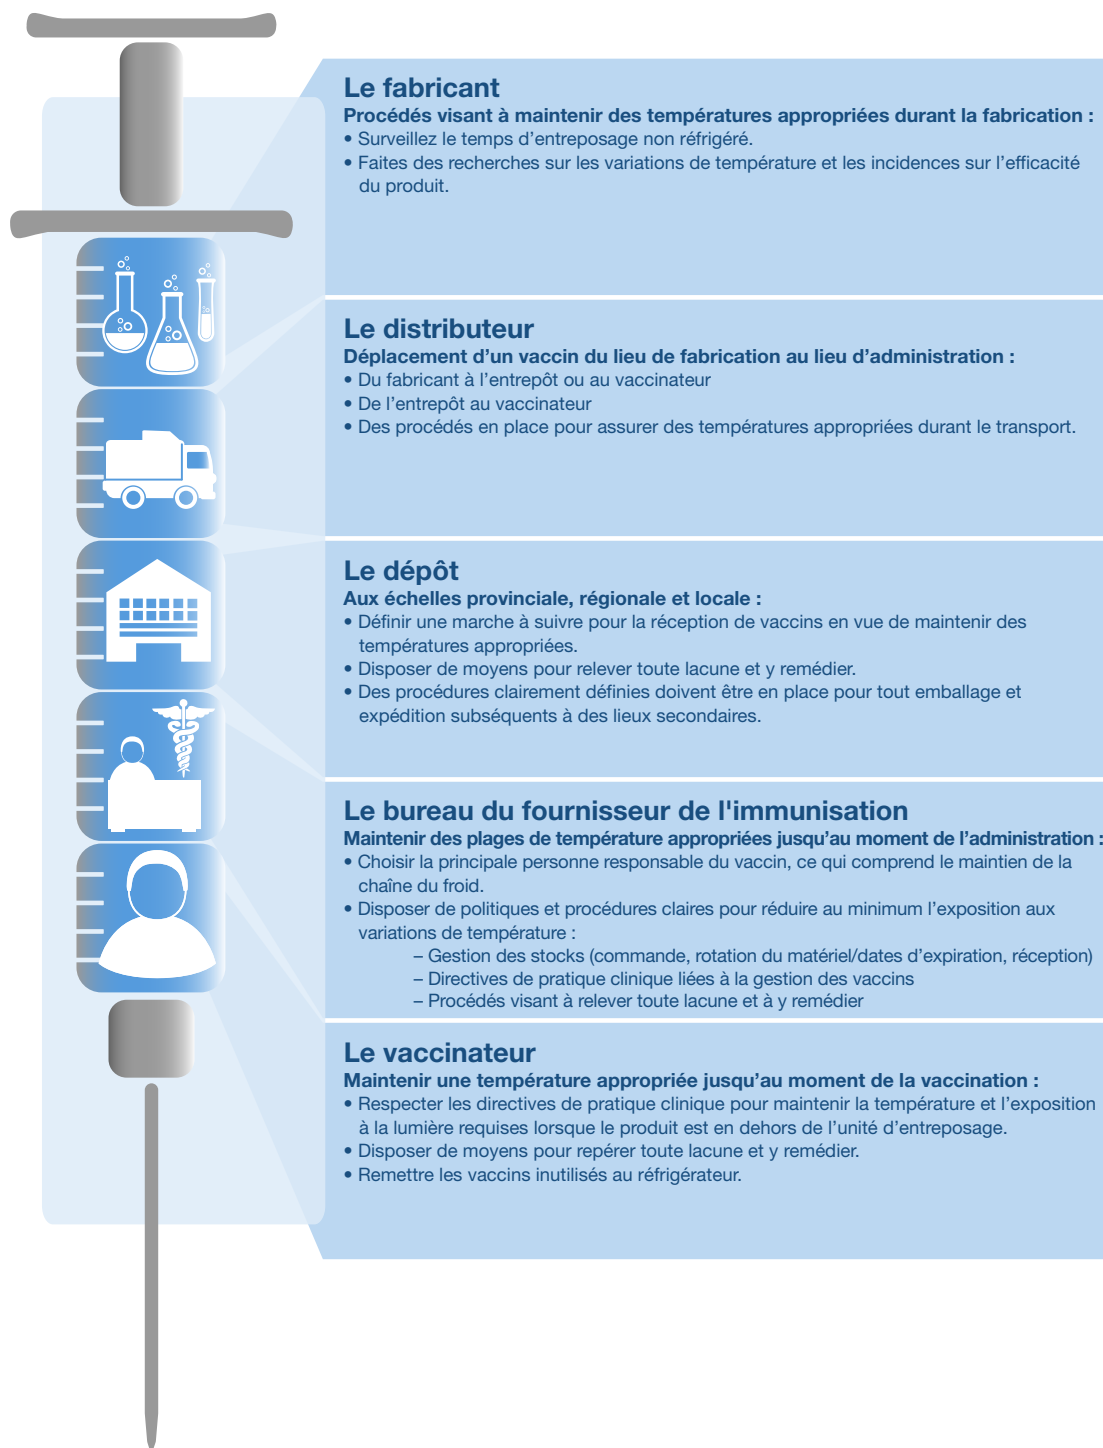 Le fabricant
Procédés visant à maintenir des températures appropriées durant la fabrication :
• Surveillez le temps d’entreposage non réfrigéré.
• Faites des recherches sur les variations de température et les incidences sur l’efficacité
du produit.
Le distributeur
Déplacement d’un vaccin du lieu de fabrication au lieu d’administration :
• Du fabricant à l’entrepôt ou au vaccinateur
• De l’entrepôt au vaccinateur
• Des procédés en place pour assurer des températures appropriées durant le transport.
Le dépôt
Aux échelles provinciale, régionale et locale :
• Définir une marche à suivre pour la réception de vaccins en vue de maintenir des
températures appropriées.
• Disposer de moyens pour relever toute lacune et y remédier.
• Des procédures clairement définies doivent être en place pour tout emballage et
expédition subséquents à des lieux secondaires.
Le bureau du fournisseur de l'immunisation
Maintenir des plages de température appropriées jusqu’au moment de l’administration :
• Choisir la principale personne responsable du vaccin, ce qui comprend le maintien de la
chaîne du froid.
• Disposer de politiques et procédures claires pour réduire au minimum l’exposition aux
variations de température :
– Gestion des stocks (commande, rotation du matériel/dates d’expiration, réception)
– Directives de pratique clinique liées à la gestion des vaccins
– Procédés visant à relever toute lacune et à y remédier
Le vaccinateur
Maintenir une température appropriée jusqu’au moment de la vaccination :
• Respecter les directives de pratique clinique pour maintenir la température et l’exposition
à la lumière requises lorsque le produit est en dehors de l’unité d’entreposage.
• Disposer de moyens pour repérer toute lacune et y remédier.
• Remettre les vaccins inutilisés au réfrigérateur.